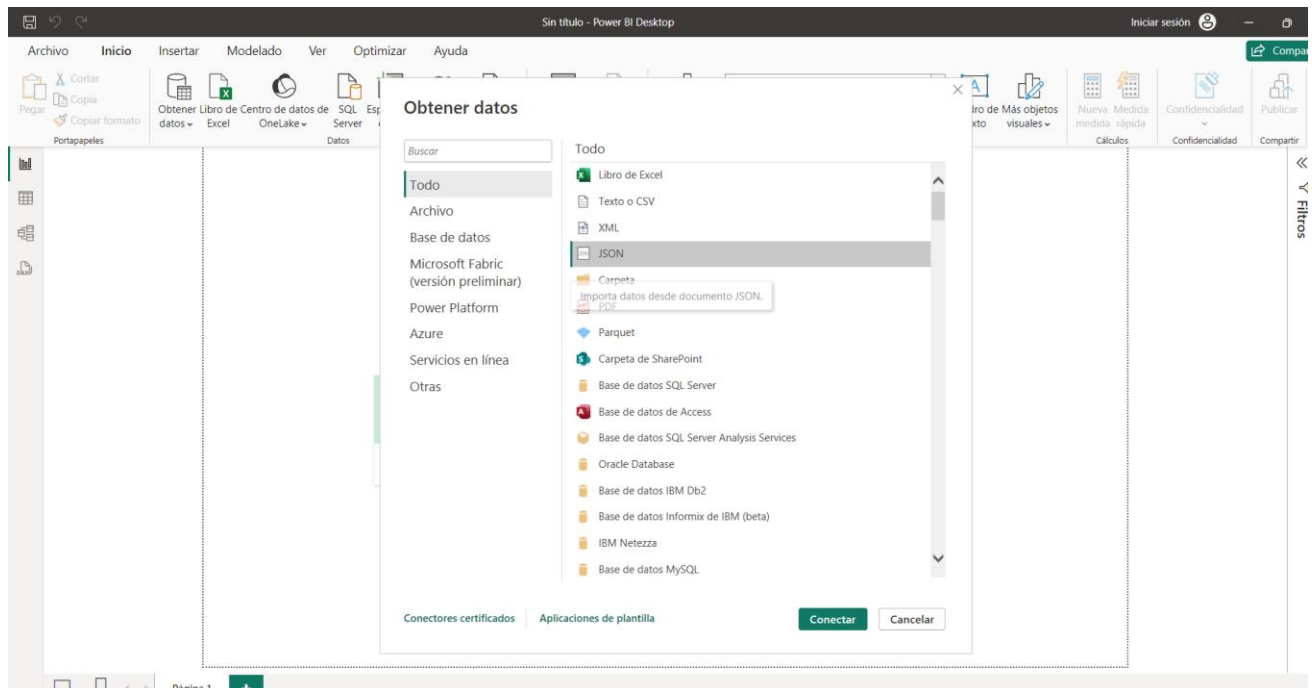 Sin título - Power BI Desktop
Iniciar sesión
Archivo Inicio Insertar Modelado Ver Optimizar Ayuda
Compar
Pegar
Cortar
Copia
Copiar formato
Portapapeles
Obtener datos
Libro de Excel
Centro de datos de OneLake
SQL Server
Esp
Datos
Más objetos visuales
Nueva medida
Medida rápida
Cálculos
Confidencialidad
Confidencialidad
Publicar
Compartir
Obtener datos
Buscar
Todo
Archivo
Base de datos
Microsoft Fabric
(versión preliminar)
Power Platform
Azure
Servicios en línea
Otras
Todo
Libro de Excel
Texto o CSV
XML
JSON
Carpeta
Importa datos desde documento JSON.
PDF
Parquet
Carpeta de SharePoint
Base de datos SQL Server
Base de datos de Access
Base de datos SQL Server Analysis Services
Oracle Database
Base de datos IBM Db2
Base de datos Informix de IBM (beta)
IBM Netezza
Base de datos MySQL
Conectores certificados
Aplicaciones de plantilla
Conectar
Cancelar
Filtros
Página 1